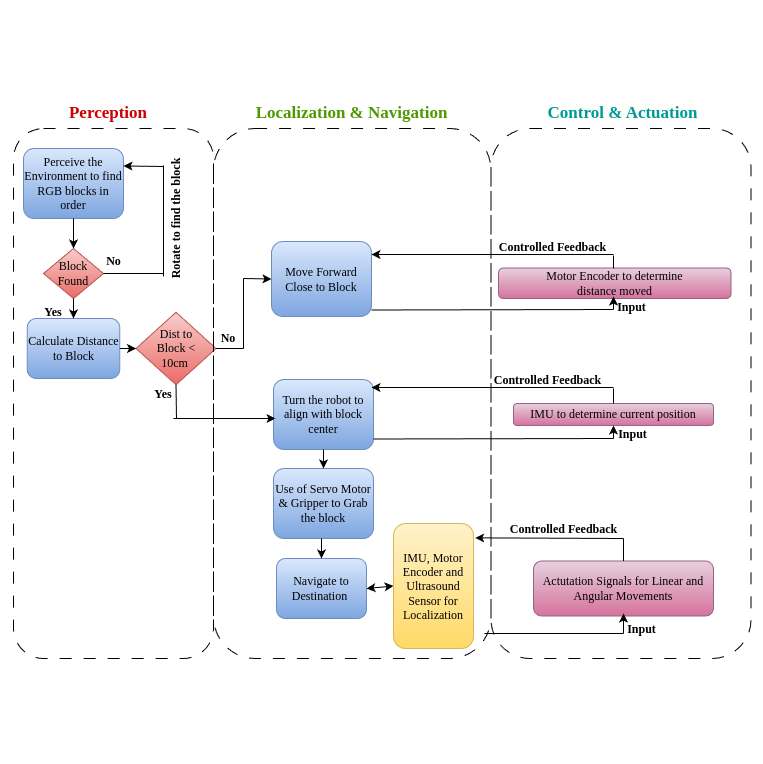 Perception
Localization & Navigation
Control & Actuation
Perceive the
Environment to find
RGB blocks in
order
Rotate to find the block
Block
Found
No
Yes
Calculate Distance
to Block
Dist to
Block <
10cm
No
Yes
Move Forward
Close to Block
Controlled Feedback
Motor Encoder to determine
distance moved
Input
Turn the robot to
align with block
center
Controlled Feedback
IMU to determine current position
Input
Use of Servo Motor
& Gripper to Grab
the block
Navigate to
Destination
IMU, Motor
Encoder and
Ultrasound
Sensor for
Localization
Controlled Feedback
Actutation Signals for Linear and
Angular Movements
Input